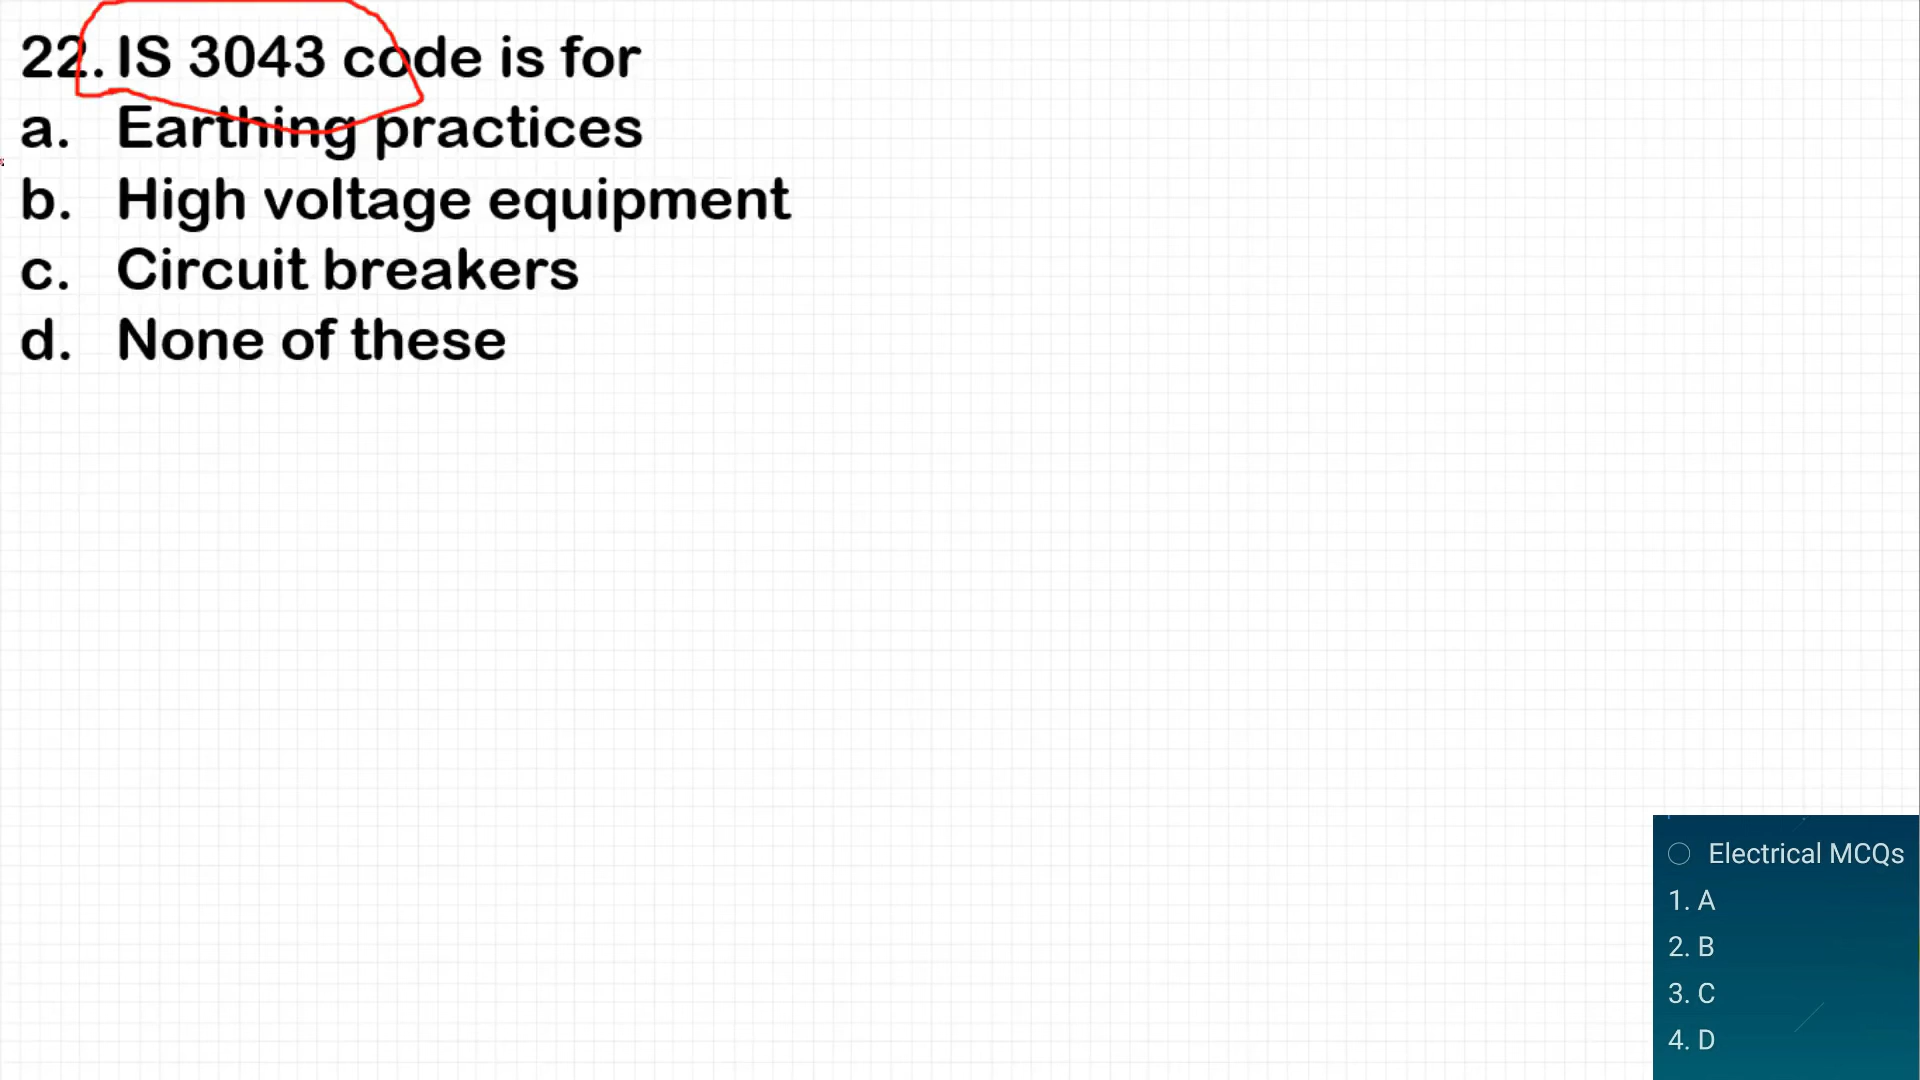 22. IS 3043 code is for
a. Earthing practices
b. High voltage equipment
c. Circuit breakers
d. None of these
Electrical MCQs
1. A
2. B
3. C
4. D